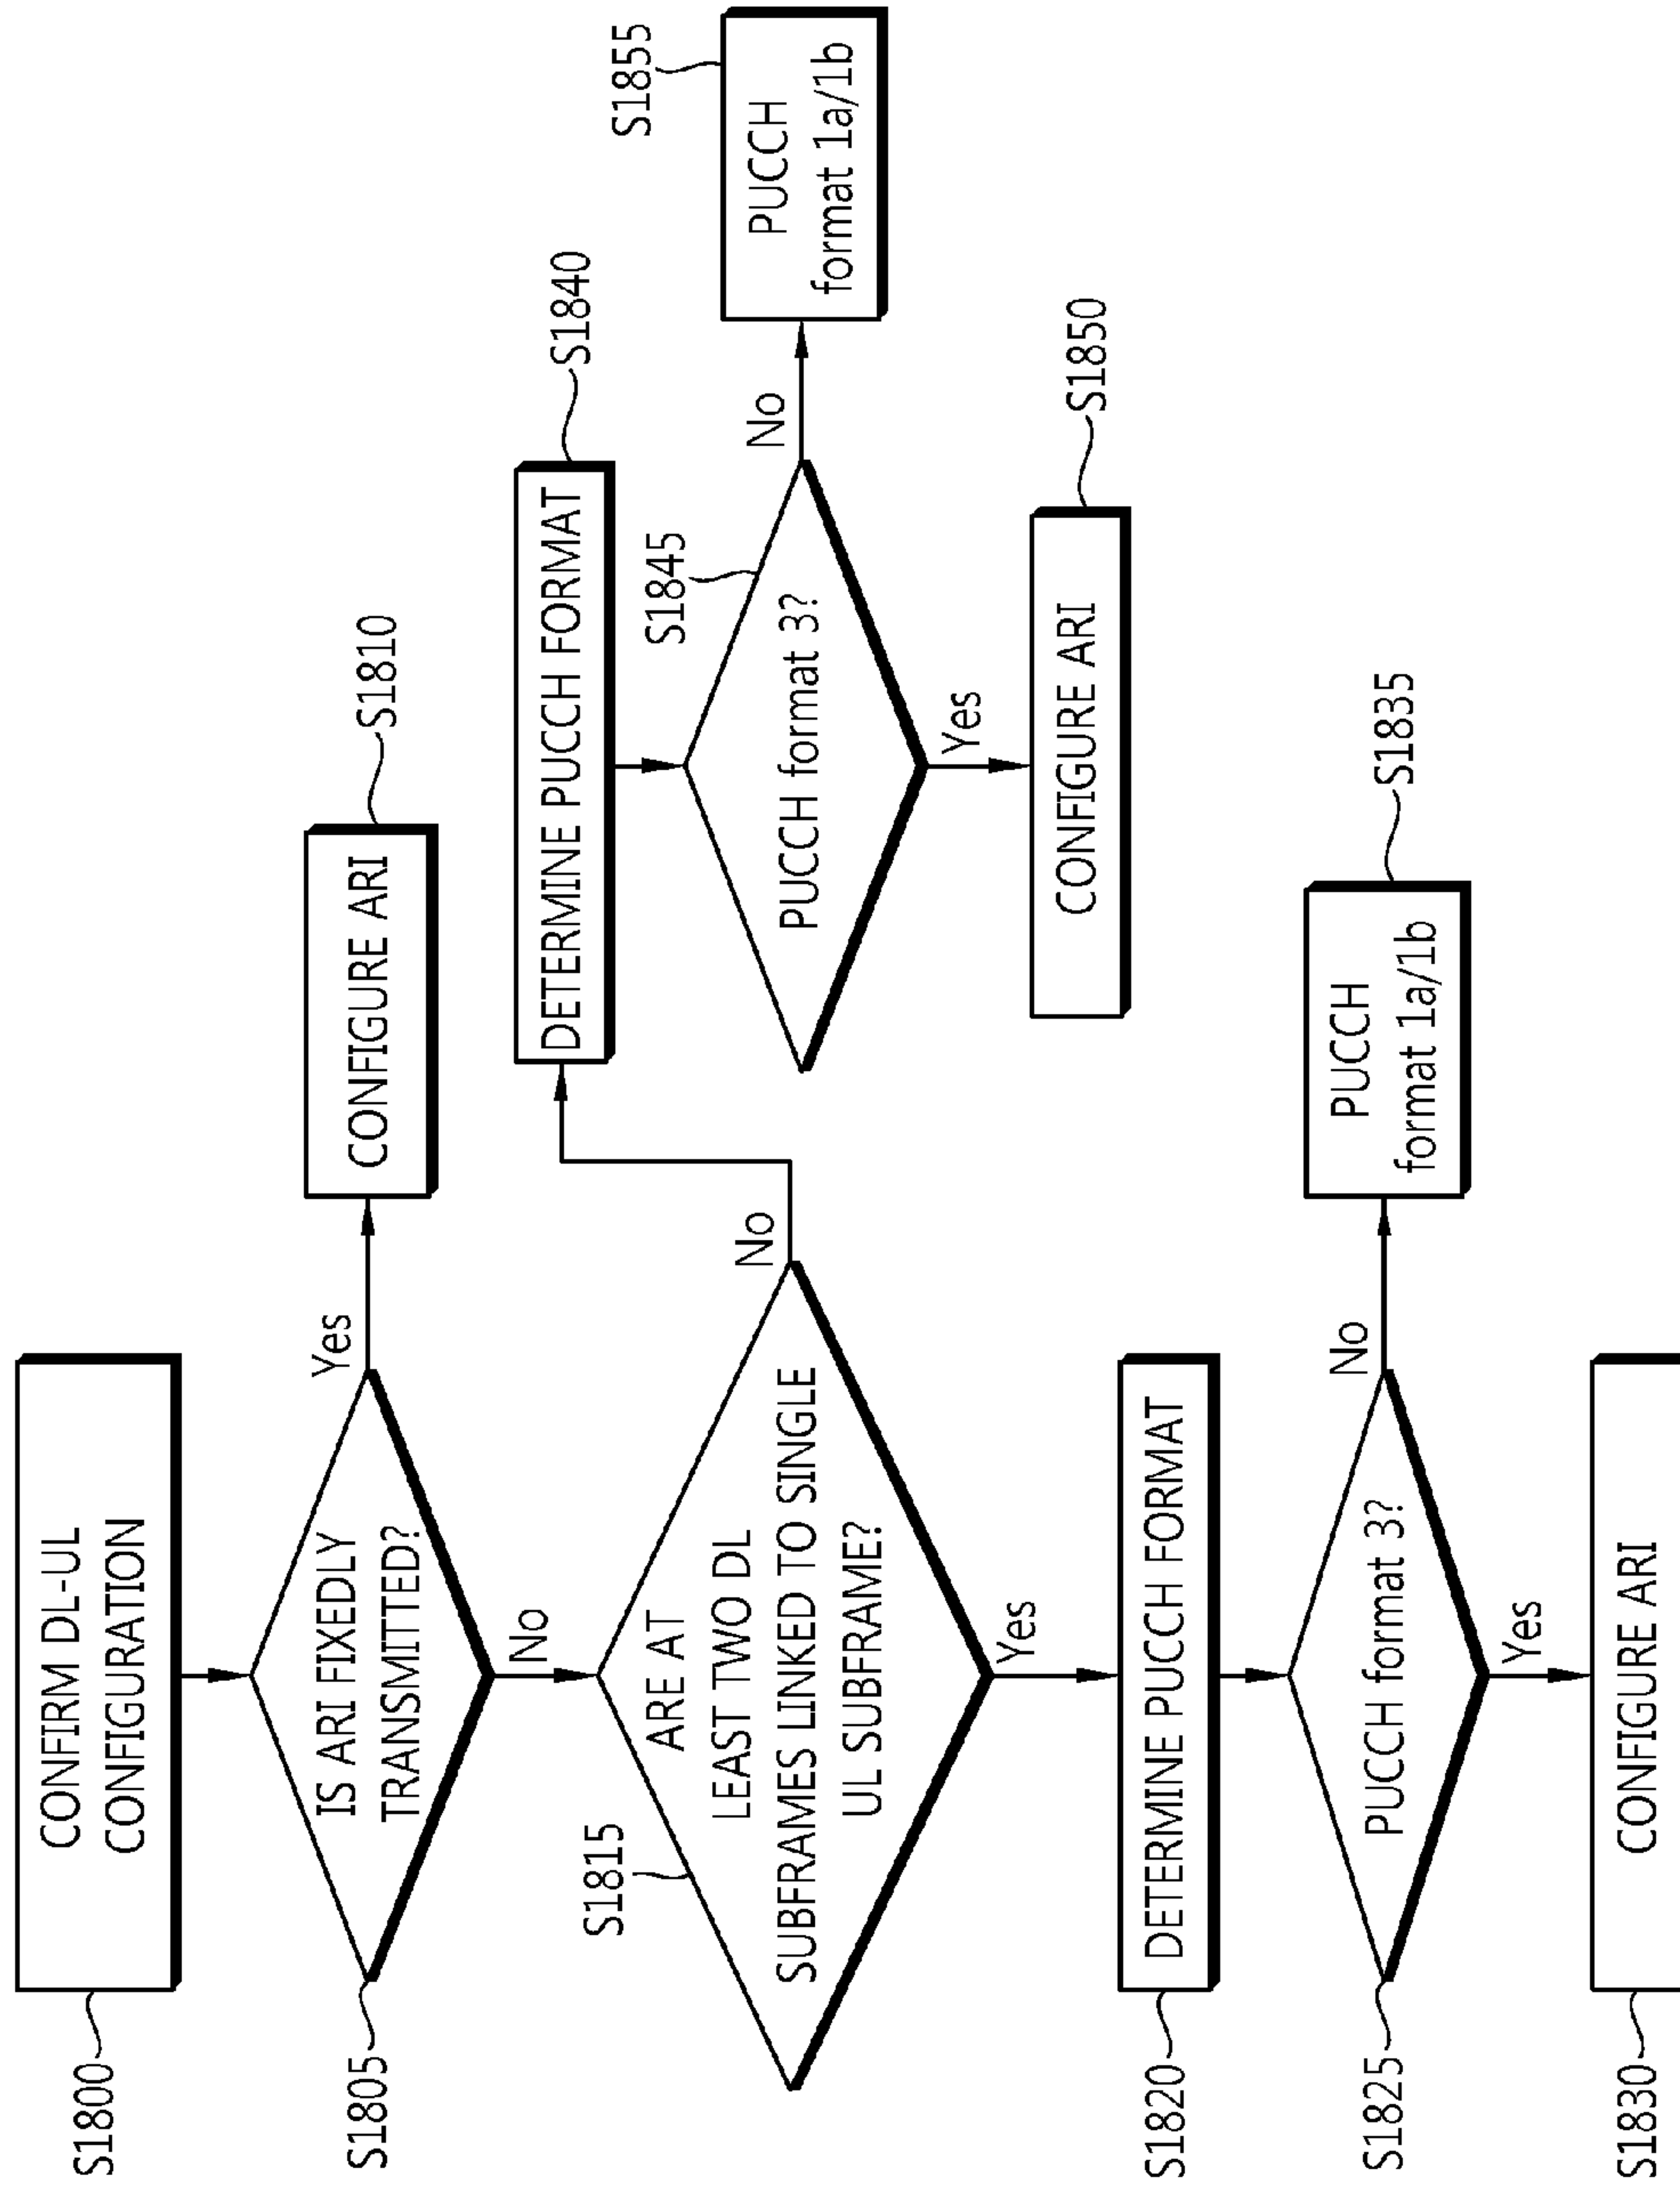 S1800
CONFIRM DL-UL
CONFIGURATION
S1805
IS ARI FIXEDLY
TRANSMITTED?
Yes
CONFIGURE ARI
S1810
No
S1815
ARE AT
LEAST TWO DL
SUBFRAMES LINKED TO SINGLE
UL SUBFRAME?
No
DETERMINE PUCCH FORMAT
S1840
S1845
PUCCH format 3?
No
PUCCH
format 1a/1b
S1855
Yes
CONFIGURE ARI
S1850
Yes
S1820
DETERMINE PUCCH FORMAT
S1825
PUCCH format 3?
No
PUCCH
format 1a/1b
S1835
Yes
S1830
CONFIGURE ARI